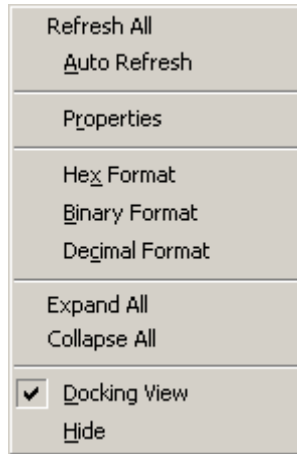 Refresh All
Auto Refresh
Properties
Hex Format
Binary Format
Decimal Format
Expand All
Collapse All
Docking View
Hide